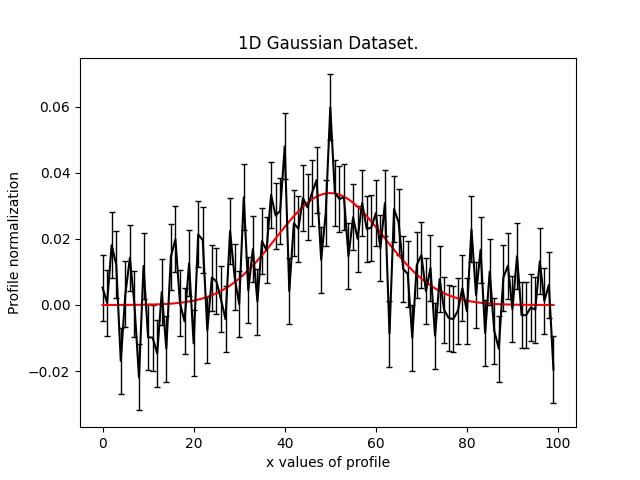 1D Gaussian Dataset.
Profile normalization
0.06
0.04
0.02
0.00
−0.02
0 20 40 60 80 100
x values of profile